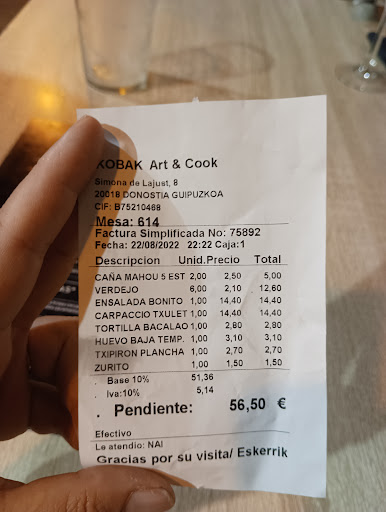 KOBAK Art & Cook
Simona de Lajust, 8
20018 DONOSTIA GUIPUZKOA
CIF: B75210468
Mesa: 614
Factura Simplificada No: 75892
Fecha: 22/08/2022 22:22 Caja:1
Descripcion Unid. Precio Total
CAÑA MAHOU 5 EST 2,00 2,50 5,00
VERDEJO 6,00 2,10 12,60
ENSALADA BONITO 1,00 14,40 14,40
CARPACCIO TXULET 1,00 14,40 14,40
TORTILLA BACALAO 1,00 2,80 2,80
HUEVO BAJA TEMP. 1,00 3,10 3,10
TXIPIRON PLANCHA 1,00 2,70 2,70
ZURITO 1,00 1,50 1,50
Base 10% 51,36
Iva:10% 5,14
. Pendiente: 56,50 €
Efectivo
Le atendio: NAI
Gracias por su visita/ Eskerrik